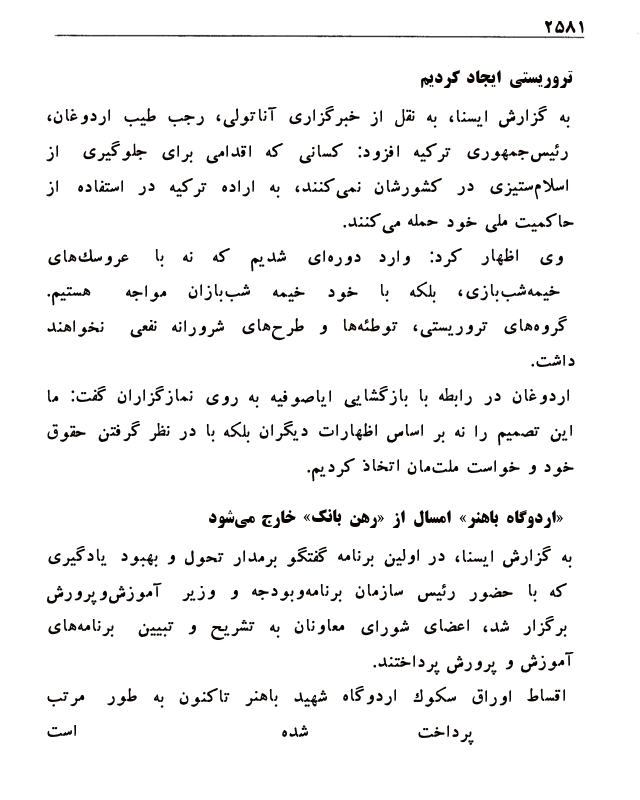 ۲۵۸۱
تروریستی ایجاد کردیم
به گزارش ایسنا، به نقل از خبرگزاری آناتولی، رجب طیب اردوغان،
رئیس‌جمهوری ترکیه افزود: کسانی که اقدامی برای جلوگیری از
اسلام‌ستیزی در کشورشان نمی‌کنند، به اراده ترکیه در استفاده از
حاکمیت ملی خود حمله می‌کنند.
وی اظهار کرد: وارد دوره‌ای شدیم که نه با عروسك‌های
خیمه‌شب‌بازی، بلکه با خود خیمه شب‌بازان مواجه هستیم.
گروه‌های تروریستی، توطئه‌ها و طرح‌های شرورانه نفعی نخواهند
داشت.
اردوغان در رابطه با بازگشایی ایاصوفیه به روی نمازگزاران گفت: ما
این تصمیم را نه بر اساس اظهارات دیگران بلکه با در نظر گرفتن حقوق
خود و خواست ملت‌مان اتخاذ کردیم.
«اردوگاه باهنر» امسال از «رهن بانک» خارج می‌شود
به گزارش ایسنا، در اولین برنامه گفتگو برمدار تحول و بهبود یادگیری
که با حضور رئیس سازمان برنامه‌وبودجه و وزیر آموزش‌وپرورش
برگزار شد، اعضای شورای معاونان به تشریح و تبیین برنامه‌های
آموزش و پرورش پرداختند.
اقساط اوراق سکوك اردوگاه شهید باهنر تاکنون به طور مرتب
پرداخت شده است